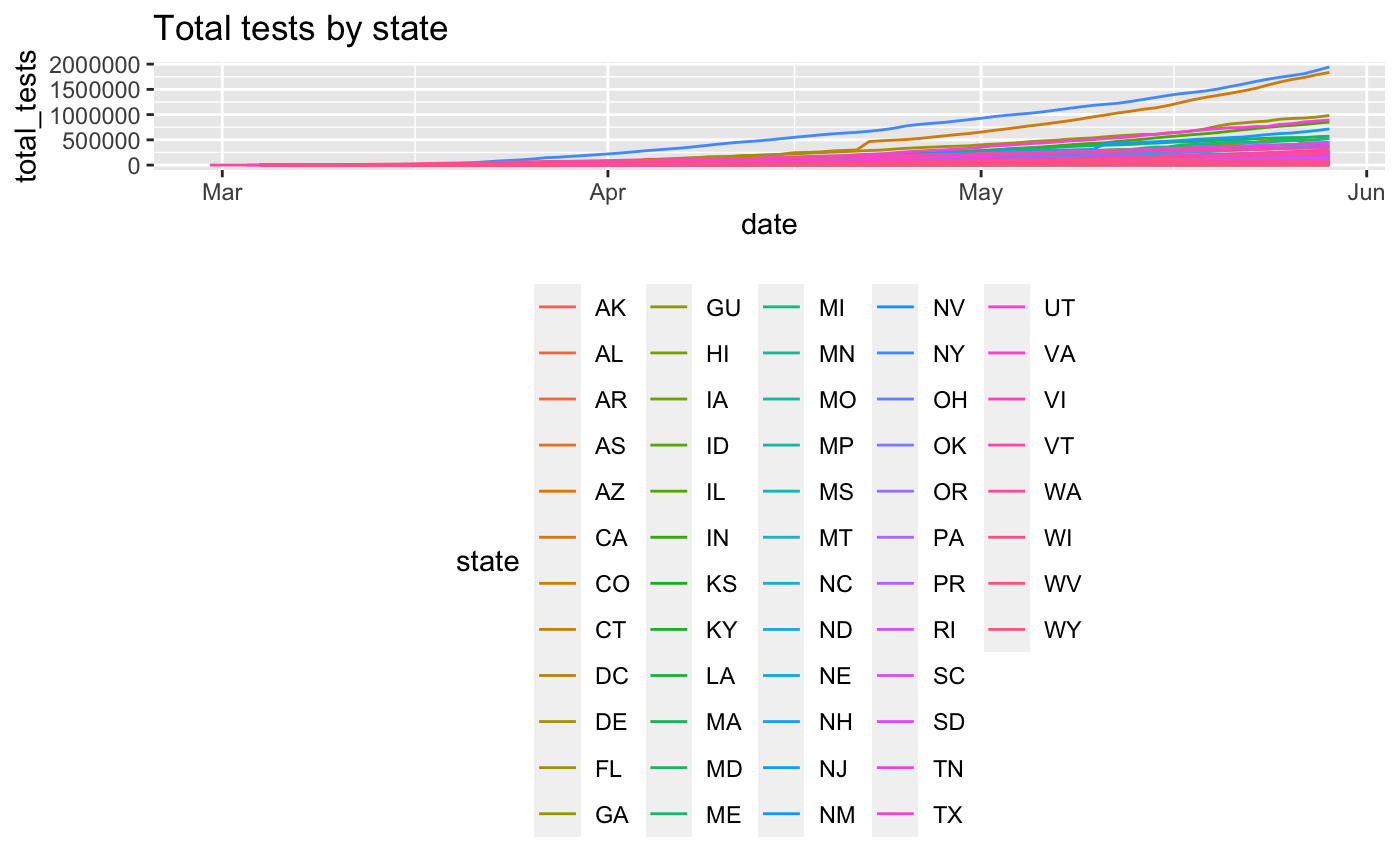 Total tests by state
total_tests
2000000
1500000
1000000
500000
0
Mar Apr May Jun
date
state
AK GU MI NV UT
AL HI MN NY VA
AR IA MO OH VI
AS ID MP OK VT
AZ IL MS OR WA
CA IN MT PA WI
CO KS NC PR WV
CT KY ND RI WY
DC LA NE SC
DE MA NH SD
FL MD NJ TN
GA ME NM TX